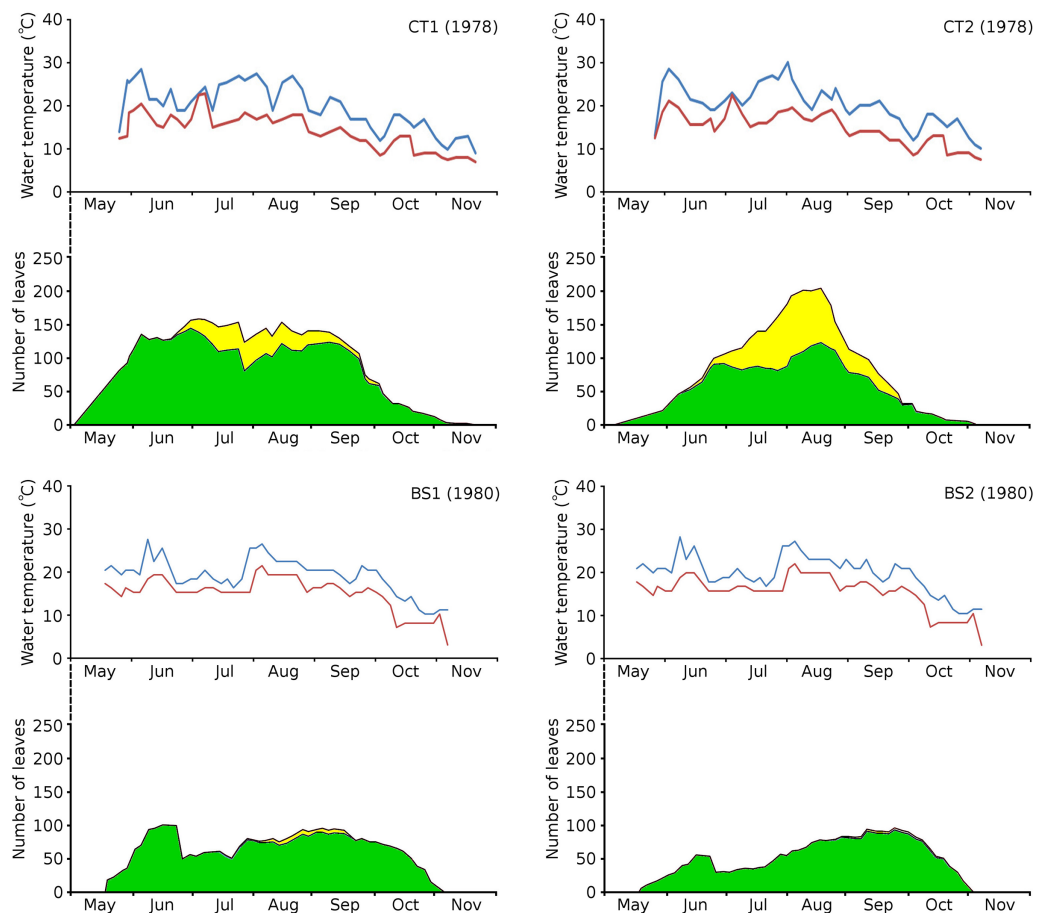 CT1 (1978)
Water temperature (°C)
40
30
20
10
0
May Jun Jul Aug Sep Oct Nov
Number of leaves
250
200
150
100
50
0
May Jun Jul Aug Sep Oct Nov
CT2 (1978)
Water temperature (°C)
40
30
20
10
0
May Jun Jul Aug Sep Oct Nov
Number of leaves
250
200
150
100
50
0
May Jun Jul Aug Sep Oct Nov
BS1 (1980)
Water temperature (°C)
40
30
20
10
0
May Jun Jul Aug Sep Oct Nov
Number of leaves
250
200
150
100
50
0
May Jun Jul Aug Sep Oct Nov
BS2 (1980)
Water temperature (°C)
40
30
20
10
0
May Jun Jul Aug Sep Oct Nov
Number of leaves
250
200
150
100
50
0
May Jun Jul Aug Sep Oct Nov